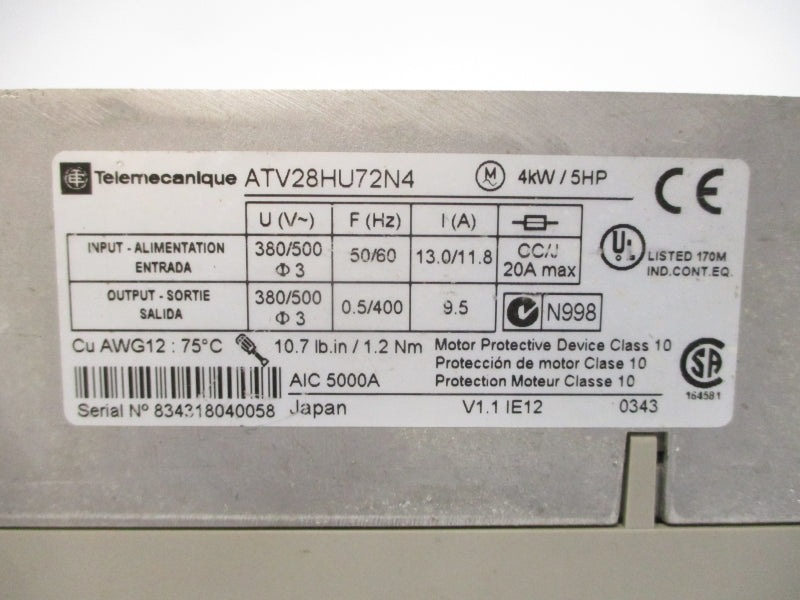 Telemecanique ATV28HU72N4 M 4kW / 5HP CE
U (V~) F (Hz) I (A)
INPUT - ALIMENTATION ENTRADA 380/500 Φ 3 50/60 13.0/11.8 CC/J 20A max
OUTPUT - SORTIE SALIDA 380/500 Φ 3 0.5/400 9.5 N998
U L LISTED 170M
IND.CONT.EQ.
Cu AWG12 : 75°C 10.7 lb.in / 1.2 Nm
Motor Protective Device Class 10
Protección de motor Clase 10
Protection Moteur Classe 10
SA
164581
AIC 5000A
Serial Nº 834318040058 Japan V1.1 IE12 0343